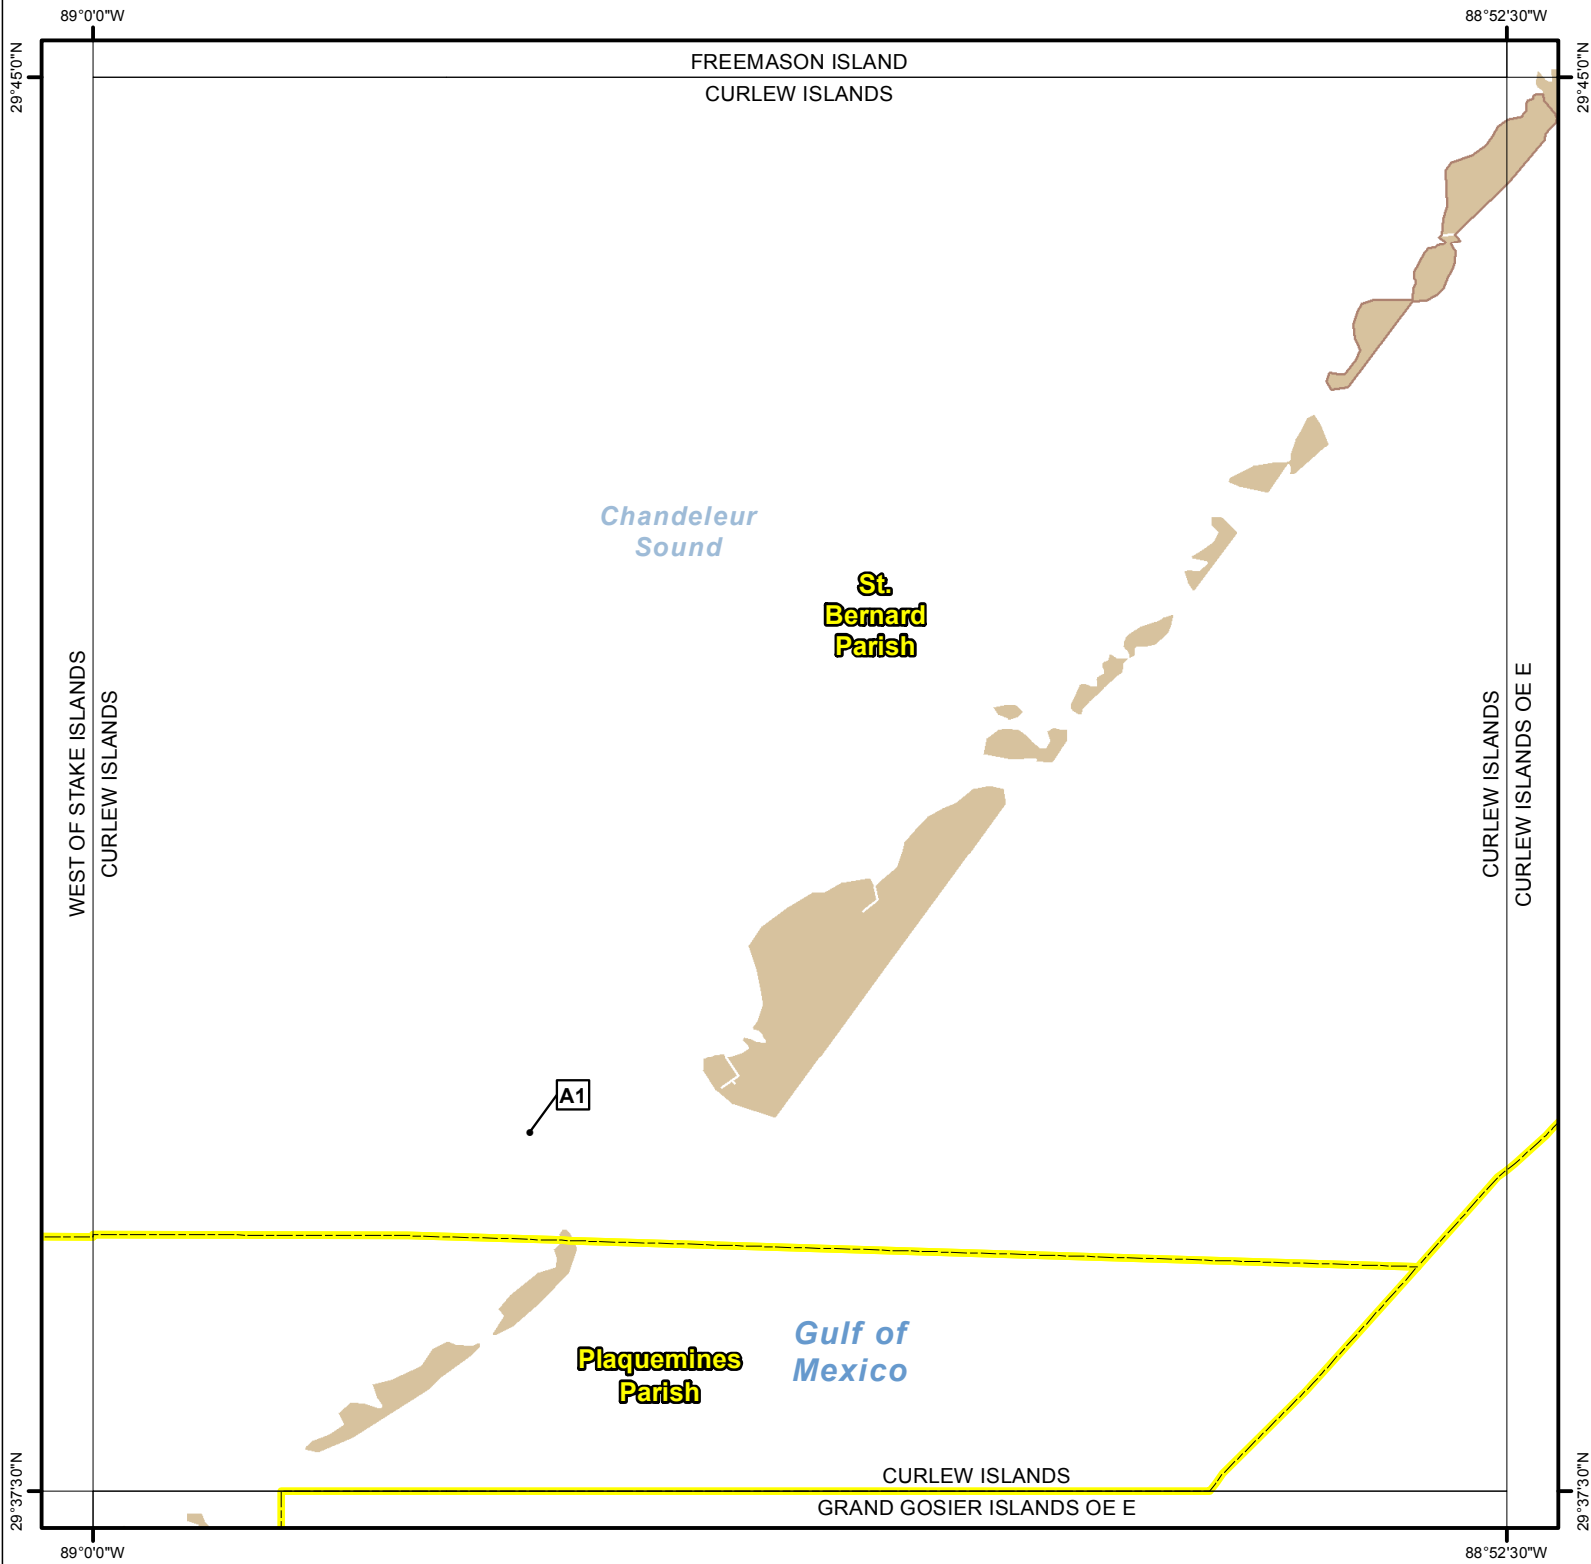 89°0'0"W
88°52'30"W
29°45'0"N
29°45'0"N
FREEMASON ISLAND
CURLEW ISLANDS
Chandeleur
Sound
St.
Bernard
Parish
WEST OF STAKE ISLANDS
CURLEW ISLANDS
CURLEW ISLANDS
CURLEW ISLANDS OE E
A1
Gulf of
Mexico
Plaquemines
Parish
CURLEW ISLANDS
GRAND GOSIER ISLANDS OE E
29°37'30"N
29°37'30"N
89°0'0"W
88°52'30"W